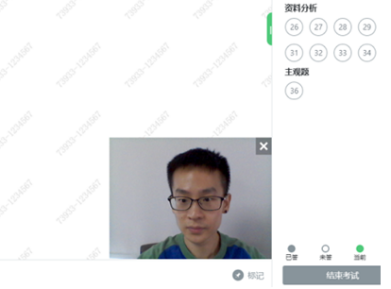 资料分析
26 27 28 29
31 32 33 34
主观题
36
已答 未答 当前
标记
结束考试